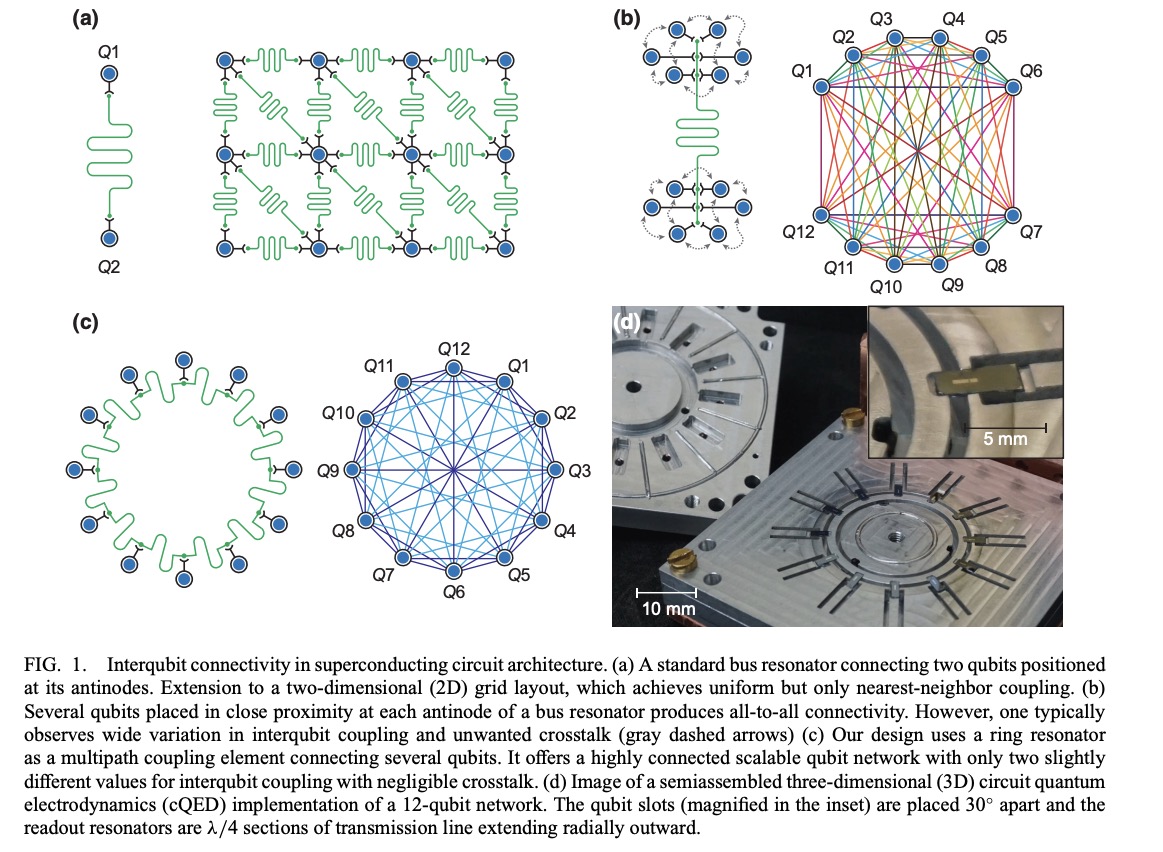 (a)
Q1
Q2
(b)
Q3 Q4
Q2 Q5
Q1 Q6
Q12 Q7
Q11 Q8
Q10 Q9
(c)
Q12
Q11 Q1
Q10 Q2
Q9 Q3
Q8 Q4
Q7 Q5
Q6
(d)
5 mm
10 mm
FIG. 1. Interqubit connectivity in superconducting circuit architecture. (a) A standard bus resonator connecting two qubits positioned
at its antinodes. Extension to a two-dimensional (2D) grid layout, which achieves uniform but only nearest-neighbor coupling. (b)
Several qubits placed in close proximity at each antinode of a bus resonator produces all-to-all connectivity. However, one typically
observes wide variation in interqubit coupling and unwanted crosstalk (gray dashed arrows) (c) Our design uses a ring resonator
as a multipath coupling element connecting several qubits. It offers a highly connected scalable qubit network with only two slightly
different values for interqubit coupling with negligible crosstalk. (d) Image of a semiassembled three-dimensional (3D) circuit quantum
electrodynamics (cQED) implementation of a 12-qubit network. The qubit slots (magnified in the inset) are placed 30° apart and the
readout resonators are λ/4 sections of transmission line extending radially outward.